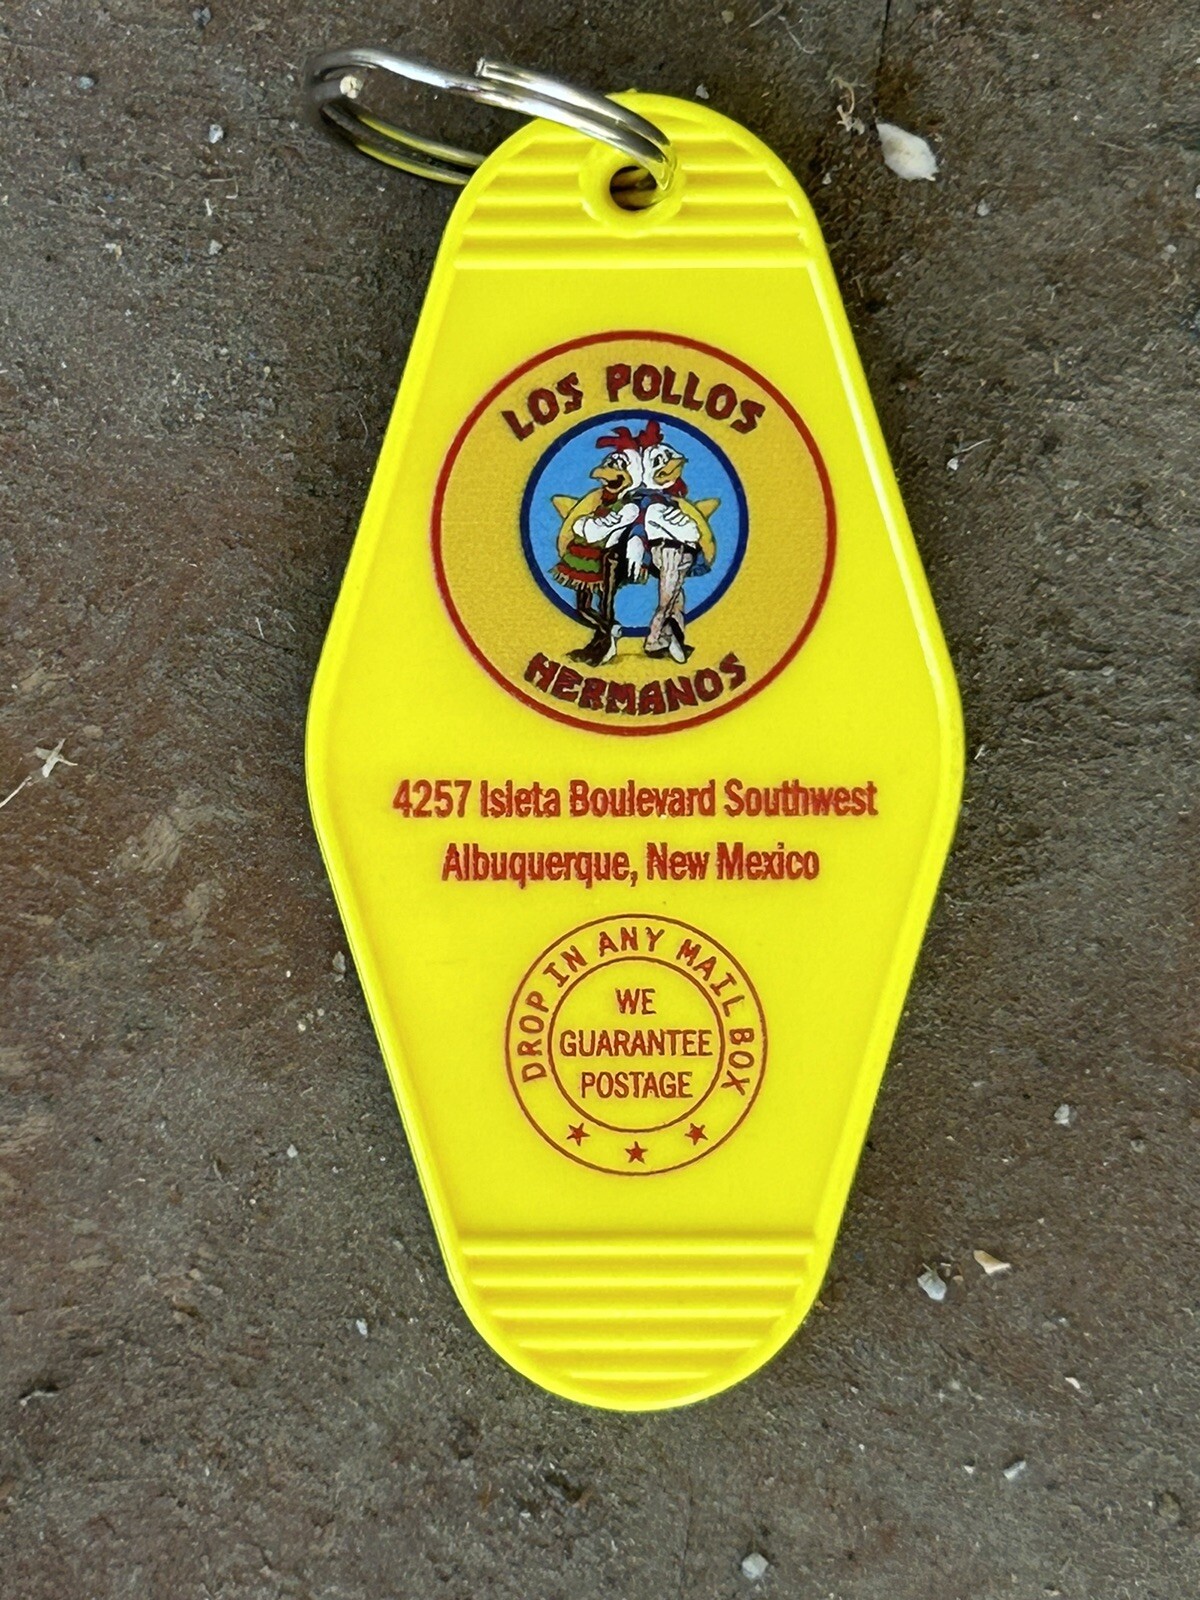 LOS POLLOS
HERMANOS
4257 Isleta Boulevard Southwest
Albuquerque, New Mexico
DROP IN ANY MAIL BOX
WE
GUARANTEE
POSTAGE